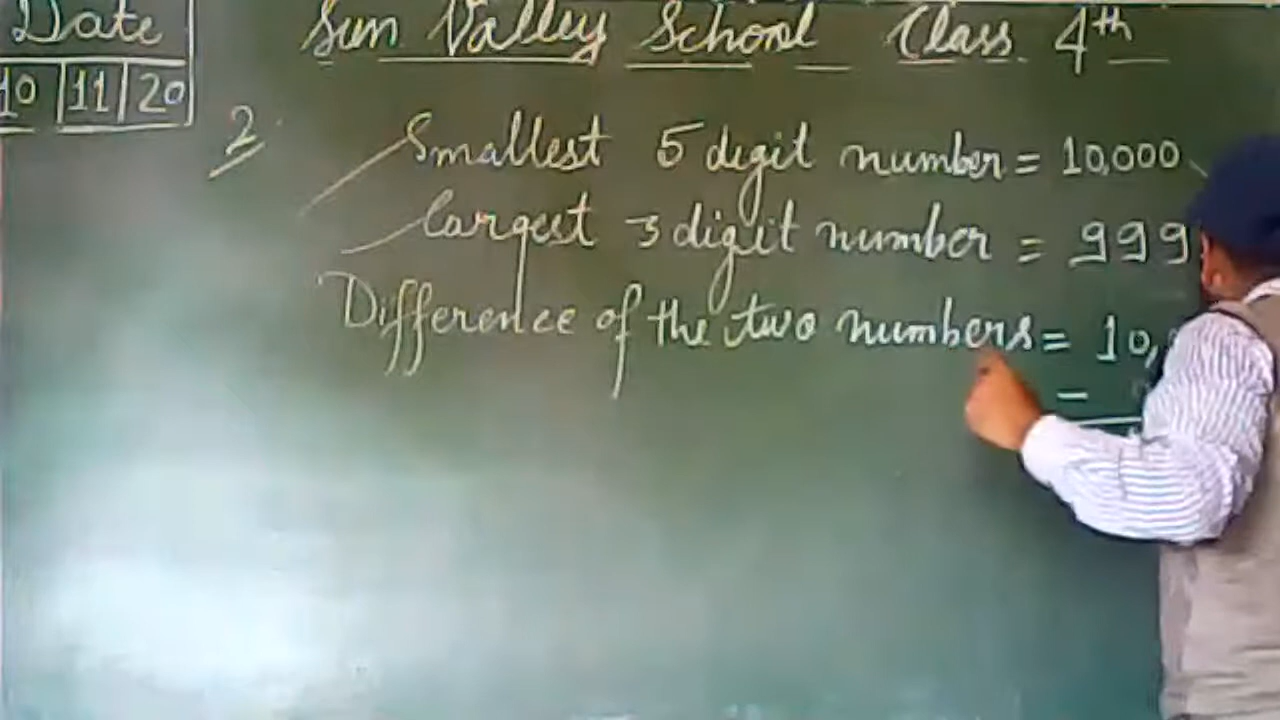 Date
Sun Valley School Class 4th
10 11 20
2. Smallest 5 digit number = 10,000
largest 3 digit number = 999
Difference of the two numbers = 10,
-